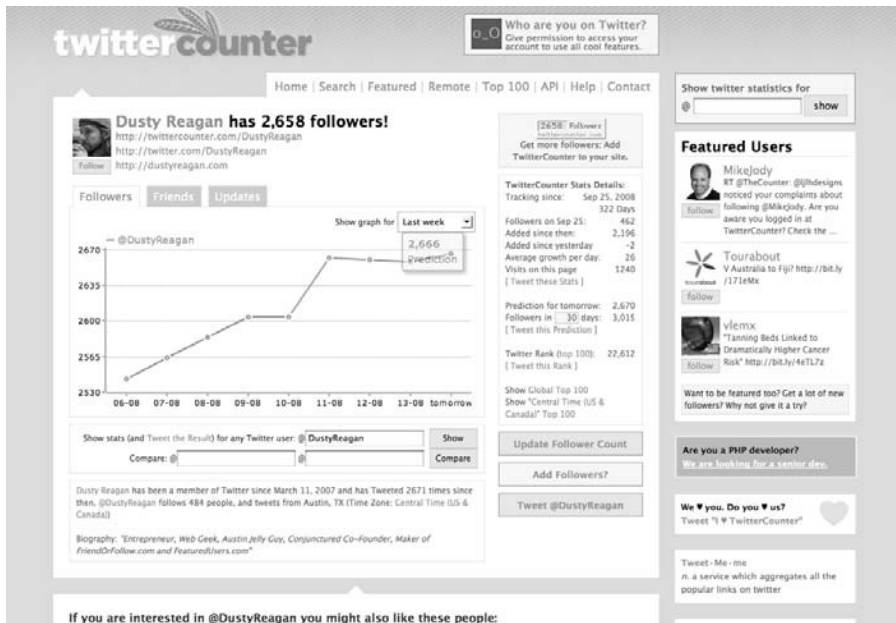 twittercounter
o_O
Who are you on Twitter?
Give permission to access your
account to use all cool features.
Home | Search | Featured | Remote | Top 100 | API | Help | Contact
Dusty Reagan has 2,658 followers!
http://twittercounter.com/DustyReagan
http://twitter.com/DustyReagan
Follow
http://dustyreagan.com
Followers
Friends
Updates
Show graph for Last week
@DustyReagan
2,666
Prediction
2670
2635
2600
2565
2530
06-08 07-08 08-08 09-08 10-08 11-08 12-08 13-08 tomorrow
Show stats (and Tweet the Result) for any Twitter user: @ DustyReagan Show
Compare: @ @ Compare
Dusty Reagan has been a member of Twitter since March 11, 2007 and has Tweeted 2671 times since
then. @DustyReagan follows 484 people, and tweets from Austin, TX (Time Zone: Central Time (US &
Canada))
Biography: "Entrepreneur, Web Geek, Austin Jelly Guy, Conjunctured Co-Founder, Maker of
FriendOrFollow.com and FeaturedUsers.com"
2658 Followers
twittercounter.com
Get more followers: Add
TwitterCounter to your site.
TwitterCounter Stats Details:
Tracking since: Sep 25, 2008
322 Days
Followers on Sep 25: 462
Added since then: 2,196
Added since yesterday -2
Average growth per day: 26
Visits on this page 1240
[ Tweet these Stats ]
Prediction for tomorrow: 2,670
Followers in 30 days: 3,015
[ Tweet this Prediction ]
Twitter Rank (top 100): 22,612
[ Tweet this Rank ]
Show Global Top 100
Show "Central Time (US &
Canada)" Top 100
Update Follower Count
Add Followers?
Tweet @DustyReagan
Show twitter statistics for
@ show
Featured Users
MikeJody
RT @TheCounter: @ljlhdesigns
noticed your complaints about
following @MikeJody. Are you
aware you logged in at
TwitterCounter? Check the ...
follow
Tourabout
V Australia to Fiji? http://bit.ly
/171eMx
tourabout
follow
vlemx
"Tanning Beds Linked to
Dramatically Higher Cancer
Risk" http://bit.ly/4eTL7z
follow
Want to be featured too? Get a lot of new
followers? Why not give it a try?
Are you a PHP developer?
We are looking for a senior dev.
We ♥ you. Do you ♥ us?
Tweet "I ♥ TwitterCounter"
Tweet-Me-me
n. a service which aggregates all the
popular links on twitter
If you are interested in @DustyReagan you might also like these people: